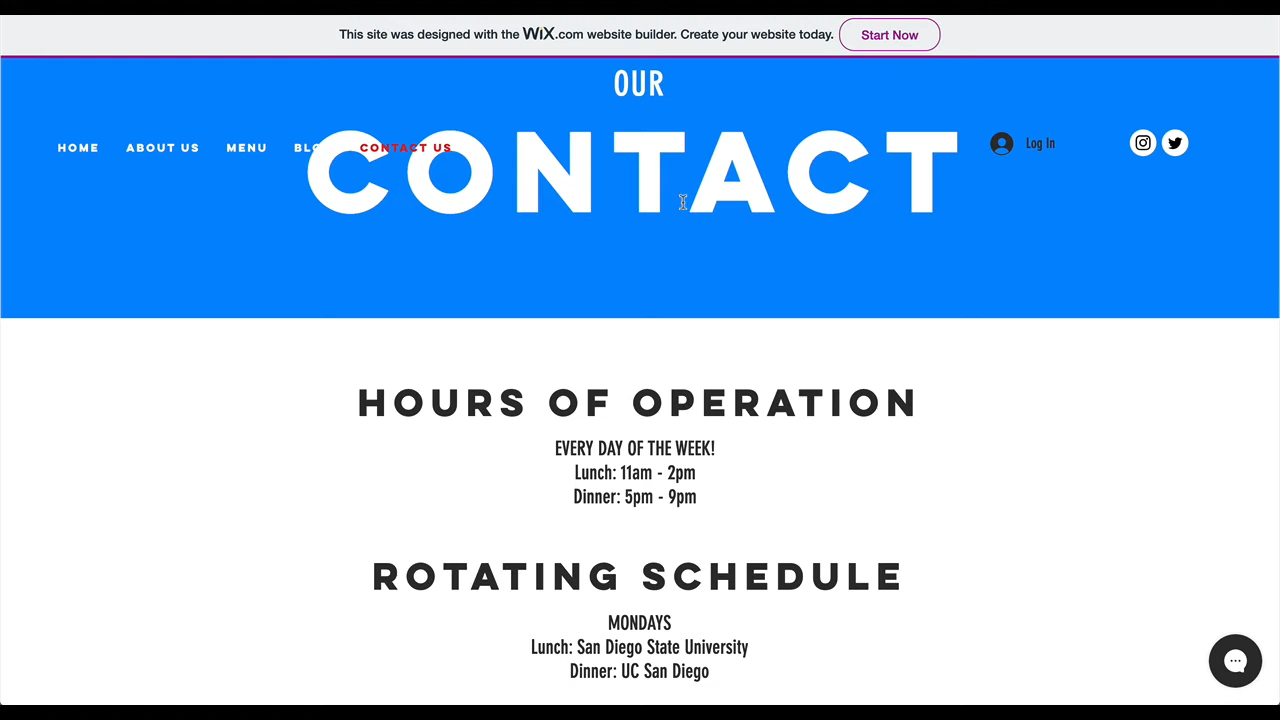 This site was designed with the WiX.com website builder. Create your website today. Start Now
OUR
HOME ABOUT US MENU CONTACT US
CONTACT
Log In
HOURS OF OPERATION
EVERY DAY OF THE WEEK!
Lunch: 11am - 2pm
Dinner: 5pm - 9pm
ROTATING SCHEDULE
MONDAYS
Lunch: San Diego State University
Dinner: UC San Diego